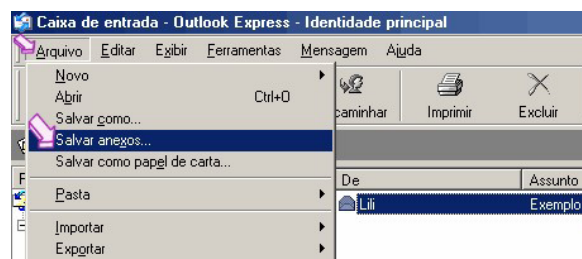 Caixa de entrada - Outlook Express - Identidade principal
Arquivo Editar Exibir Ferramentas Mensagem Ajuda
Novo
Abrir Ctrl+O
Salvar como...
Salvar anexos...
Salvar como papel de carta...
Pasta
Importar
Exportar
caminhar Imprimir Excluir
De Assunto
Lili Exemplo